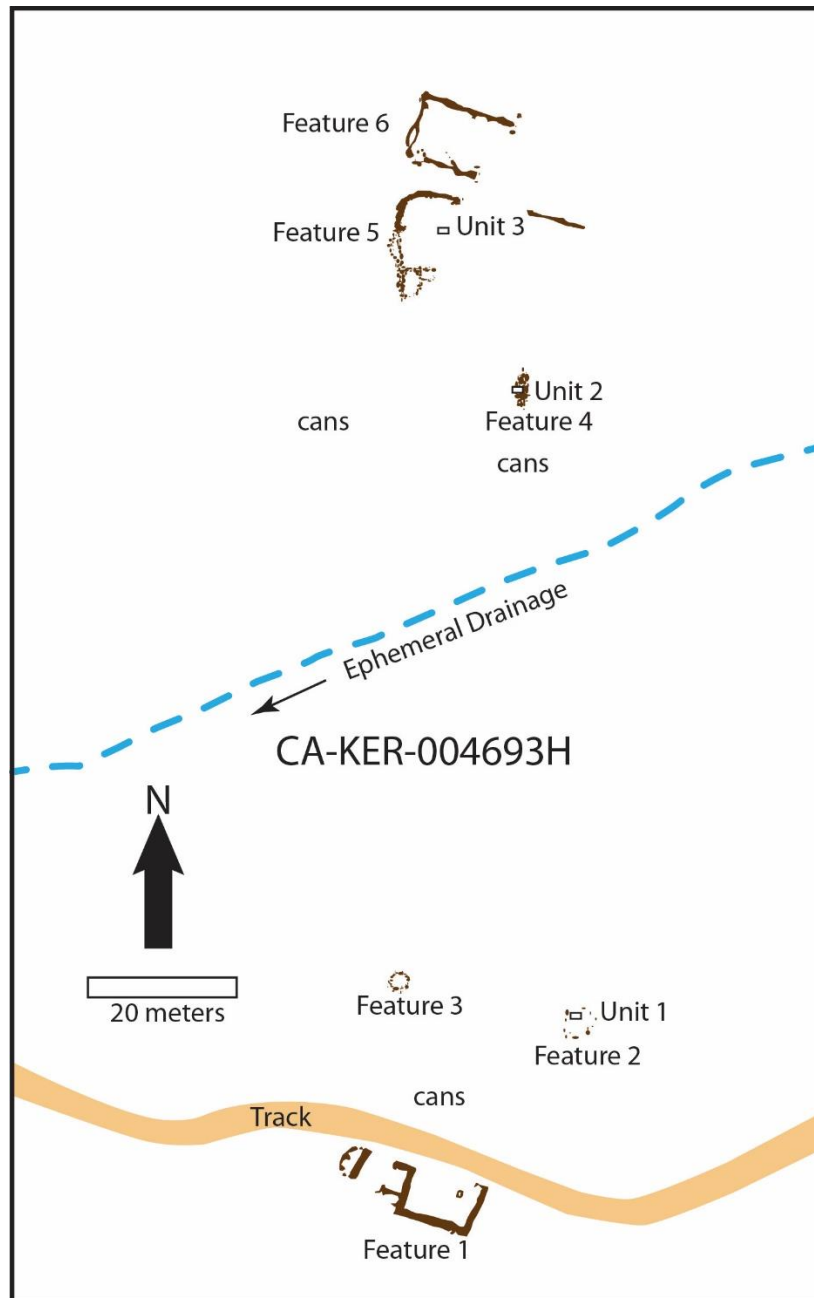 Feature 6
Feature 5
Unit 3
Unit 2
cans
Feature 4
cans
Ephemeral Drainage
CA-KER-004693H
N
20 meters
Feature 3
Unit 1
Feature 2
cans
Track
Feature 1